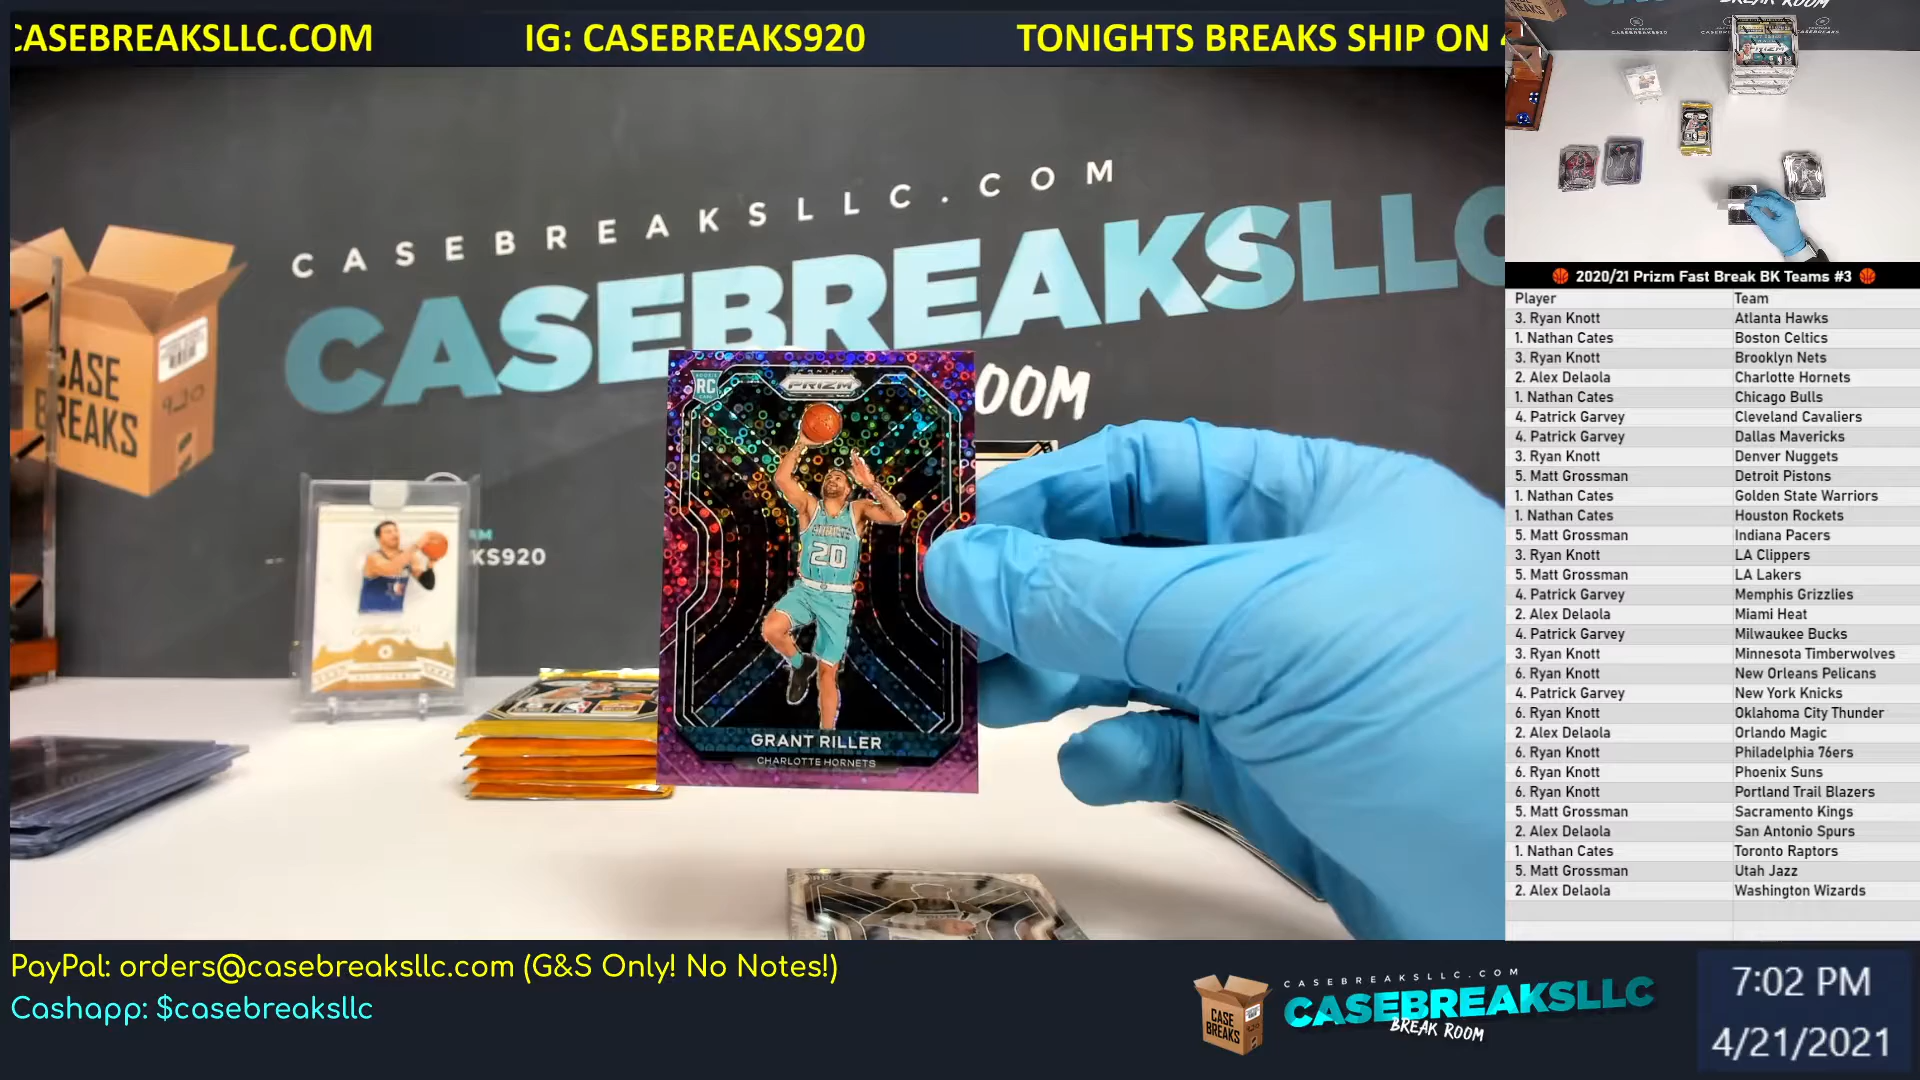 CASEBREAKSLLC.COM
IG: CASEBREAKS920
TONIGHTS BREAKS SHIP ON
CASEBREAKSLLC.COM
CASEBREAKSLLC
ROOM
CASE
BREAKS
920
KS920
RC
PRIZM
20
GRANT RILLER
CHARLOTTE HORNETS
PRIZM
2020/21 Prizm Fast Break BK Teams #3
Player Team
3. Ryan Knott Atlanta Hawks
1. Nathan Cates Boston Celtics
3. Ryan Knott Brooklyn Nets
2. Alex Delaola Charlotte Hornets
1. Nathan Cates Chicago Bulls
4. Patrick Garvey Cleveland Cavaliers
4. Patrick Garvey Dallas Mavericks
3. Ryan Knott Denver Nuggets
5. Matt Grossman Detroit Pistons
1. Nathan Cates Golden State Warriors
1. Nathan Cates Houston Rockets
5. Matt Grossman Indiana Pacers
3. Ryan Knott LA Clippers
5. Matt Grossman LA Lakers
4. Patrick Garvey Memphis Grizzlies
2. Alex Delaola Miami Heat
4. Patrick Garvey Milwaukee Bucks
3. Ryan Knott Minnesota Timberwolves
6. Ryan Knott New Orleans Pelicans
4. Patrick Garvey New York Knicks
6. Ryan Knott Oklahoma City Thunder
2. Alex Delaola Orlando Magic
6. Ryan Knott Philadelphia 76ers
6. Ryan Knott Phoenix Suns
6. Ryan Knott Portland Trail Blazers
5. Matt Grossman Sacramento Kings
2. Alex Delaola San Antonio Spurs
1. Nathan Cates Toronto Raptors
5. Matt Grossman Utah Jazz
2. Alex Delaola Washington Wizards
PayPal: orders@casebreaksllc.com (G&S Only! No Notes!)
Cashapp: $casebreaksllc
CASE
BREAKS
CASEBREAKSLLC.COM
CASEBREAKSLLC
BREAK ROOM
7:02 PM
4/21/2021